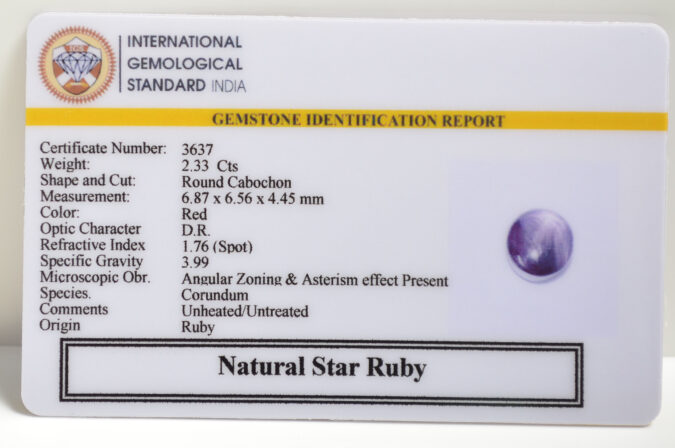 IGS
INTERNATIONAL
GEMOLOGICAL
STANDARD INDIA
GEMSTONE IDENTIFICATION REPORT
Certificate Number: 3637
Weight: 2.33 Cts
Shape and Cut: Round Cabochon
Measurement: 6.87 x 6.56 x 4.45 mm
Color: Red
Optic Character D.R.
Refractive Index 1.76 (Spot)
Specific Gravity 3.99
Microscopic Obr. Angular Zoning & Asterism effect Present
Species. Corundum
Comments Unheated/Untreated
Origin Ruby
Natural Star Ruby